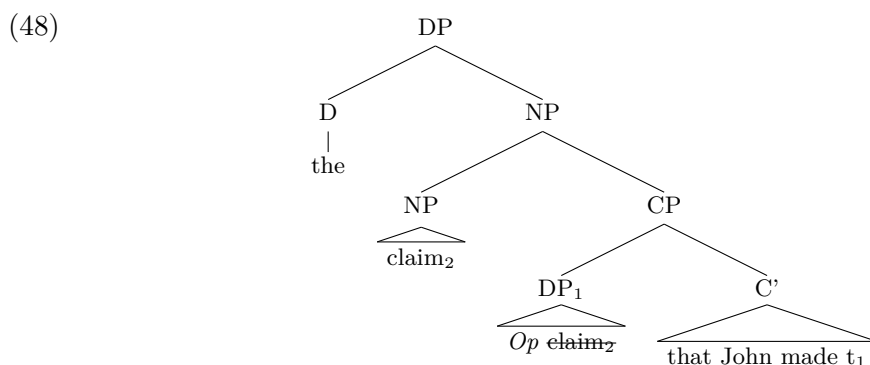 (48)
DP
D NP
the
NP CP
claim₂
DP₁ C'
Op claim₂ that John made t₁